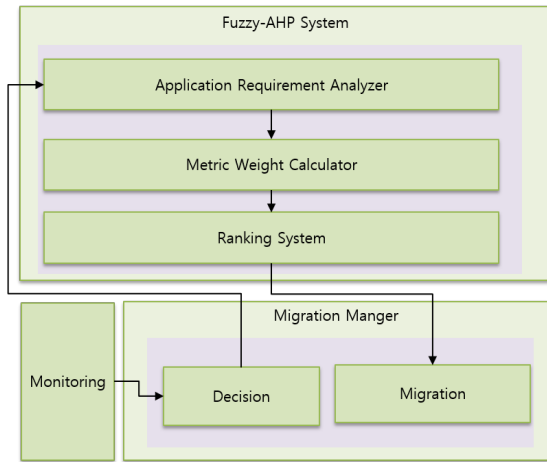 Fuzzy-AHP System
Application Requirement Analyzer
Metric Weight Calculator
Ranking System
Migration Manger
Monitoring
Decision
Migration